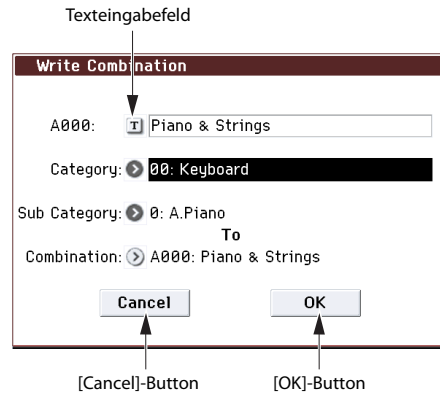 Texteingabefeld
Write Combination
A000: T Piano & Strings
Category: 00: Keyboard
Sub Category: 0: A.Piano
To
Combination: A000: Piano & Strings
Cancel OK
[Cancel]-Button [OK]-Button